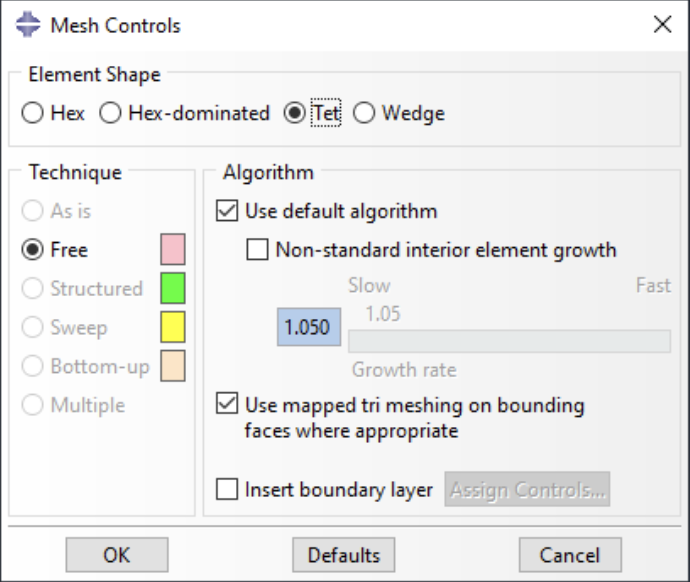 Mesh Controls
Element Shape
Hex Hex-dominated Tet Wedge
Technique
As is
Free
Structured
Sweep
Bottom-up
Multiple
Algorithm
Use default algorithm
Non-standard interior element growth
Slow Fast
1.05
1.050
Growth rate
Use mapped tri meshing on bounding
faces where appropriate
Insert boundary layer Assign Controls...
OK Defaults Cancel